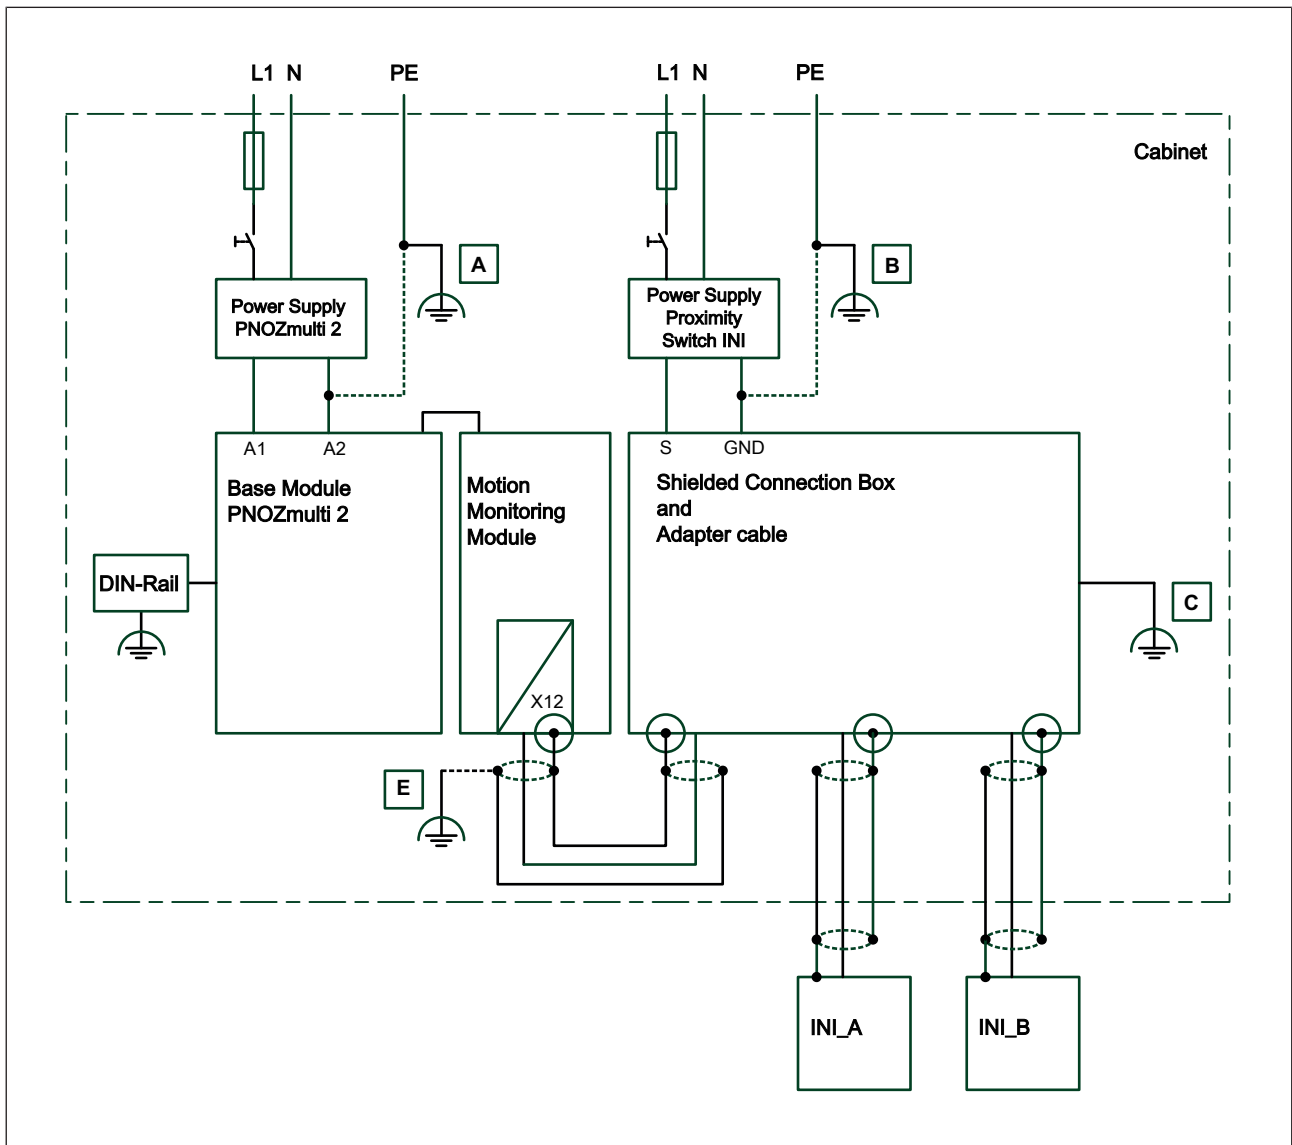 L1 N PE L1 N PE
Cabinet
A
B
Power Supply
PNOZmulti 2
Power Supply
Proximity
Switch INI
A1 A2
S GND
Base Module
PNOZmulti 2
Motion
Monitoring
Module
Shielded Connection Box
and
Adapter cable
DIN-Rail
C
X12
E
INI_A
INI_B